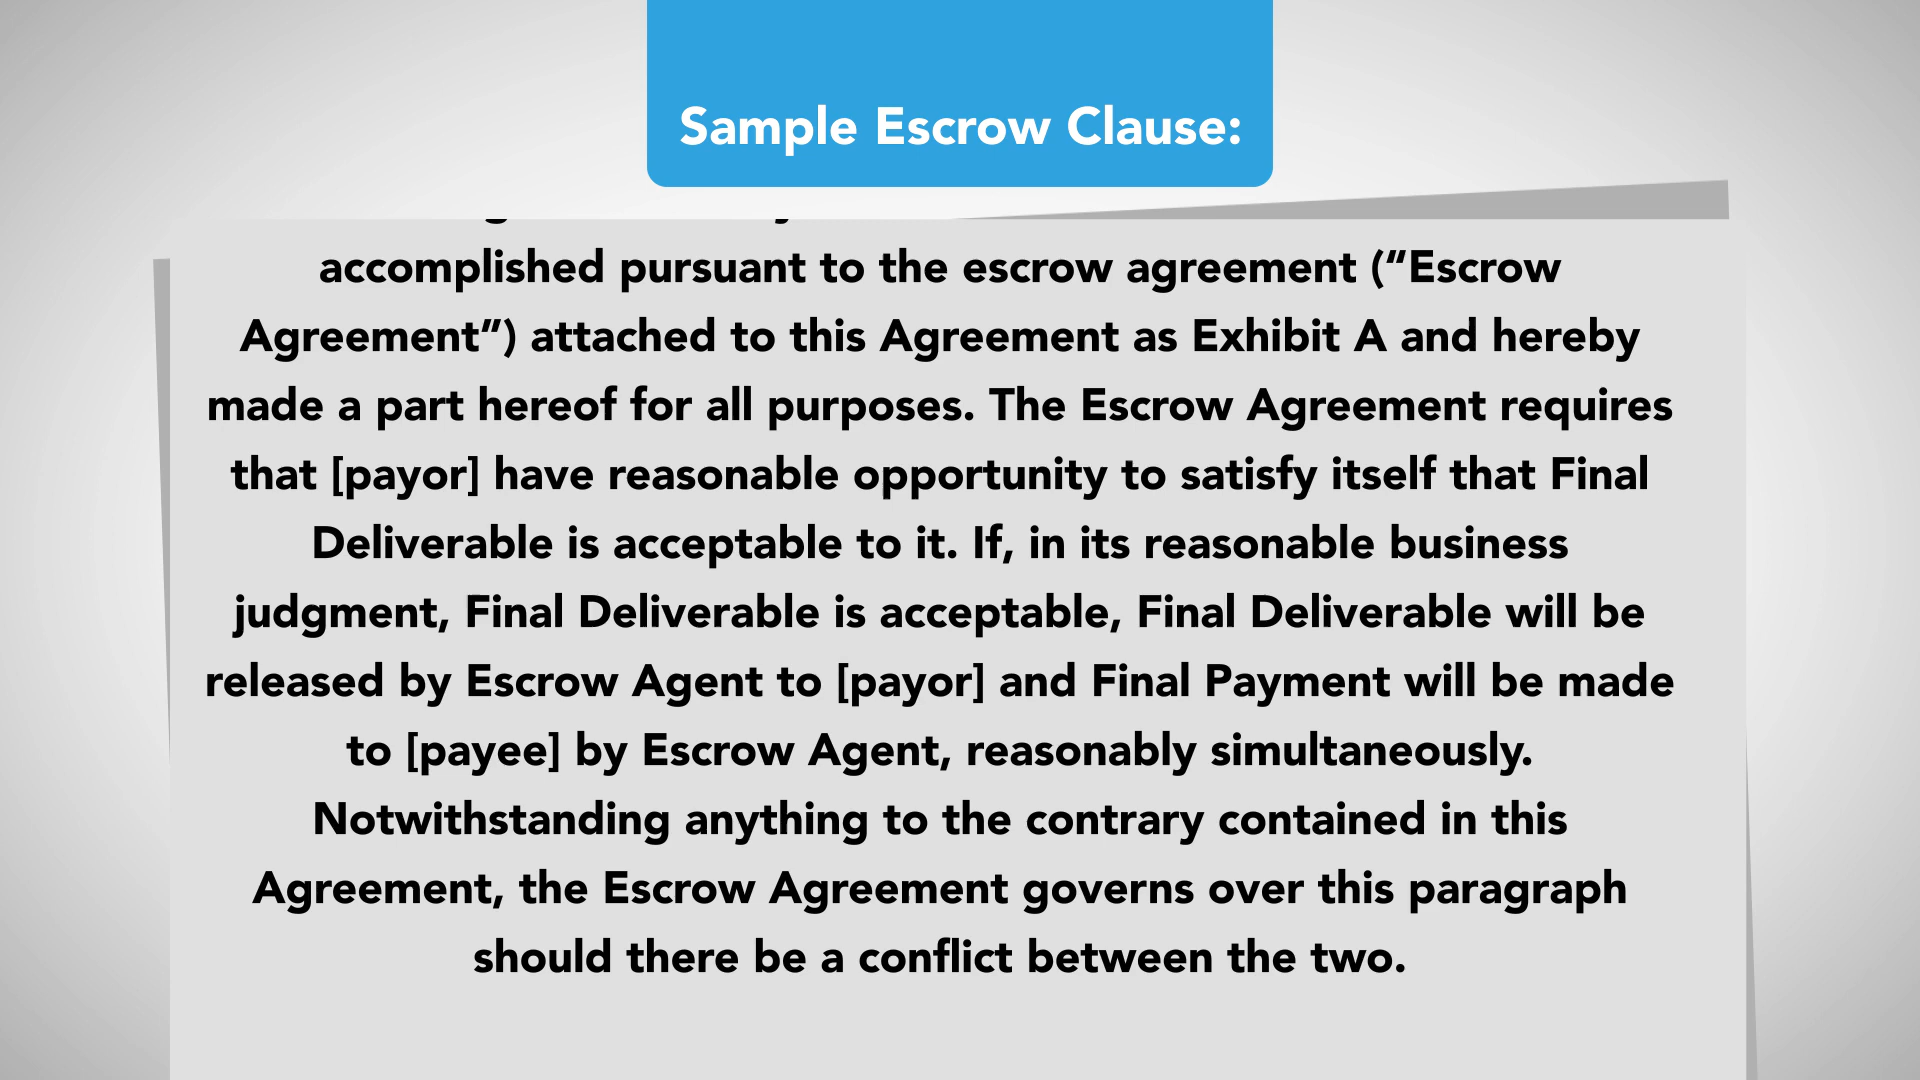 Sample Escrow Clause:
accomplished pursuant to the escrow agreement (“Escrow
Agreement”) attached to this Agreement as Exhibit A and hereby
made a part hereof for all purposes. The Escrow Agreement requires
that [payor] have reasonable opportunity to satisfy itself that Final
Deliverable is acceptable to it. If, in its reasonable business
judgment, Final Deliverable is acceptable, Final Deliverable will be
released by Escrow Agent to [payor] and Final Payment will be made
to [payee] by Escrow Agent, reasonably simultaneously.
Notwithstanding anything to the contrary contained in this
Agreement, the Escrow Agreement governs over this paragraph
should there be a conflict between the two.